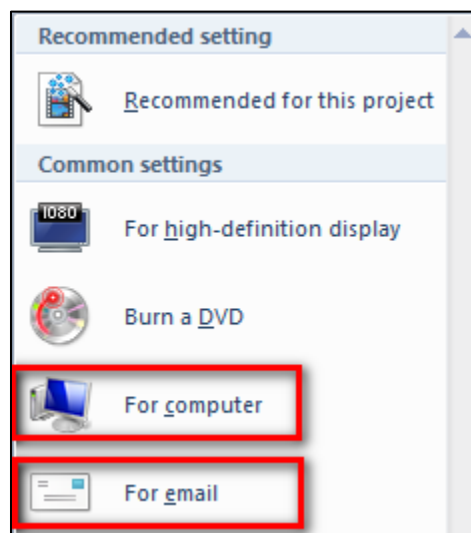 Recommended setting
Recommended for this project
Common settings
1080
For high-definition display
Burn a DVD
For computer
For email